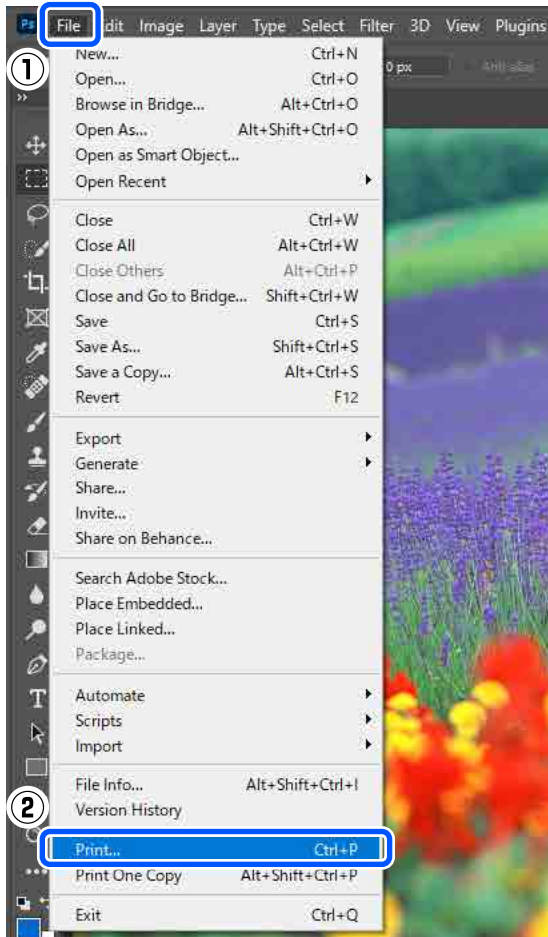 Ps File Edit Image Layer Type Select Filter 3D View Plugins
①
0 px Anti-alias
New... Ctrl+N
Open... Ctrl+O
Browse in Bridge... Alt+Ctrl+O
Open As... Alt+Shift+Ctrl+O
Open as Smart Object...
Open Recent
Close Ctrl+W
Close All Alt+Ctrl+W
Close Others Alt+Ctrl+P
Close and Go to Bridge... Shift+Ctrl+W
Save Ctrl+S
Save As... Shift+Ctrl+S
Save a Copy... Alt+Ctrl+S
Revert F12
Export
Generate
Share...
Invite...
Share on Behance...
Search Adobe Stock...
Place Embedded...
Place Linked...
Package...
Automate
Scripts
Import
File Info... Alt+Shift+Ctrl+I
Version History
②
Print... Ctrl+P
Print One Copy Alt+Shift+Ctrl+P
Exit Ctrl+Q